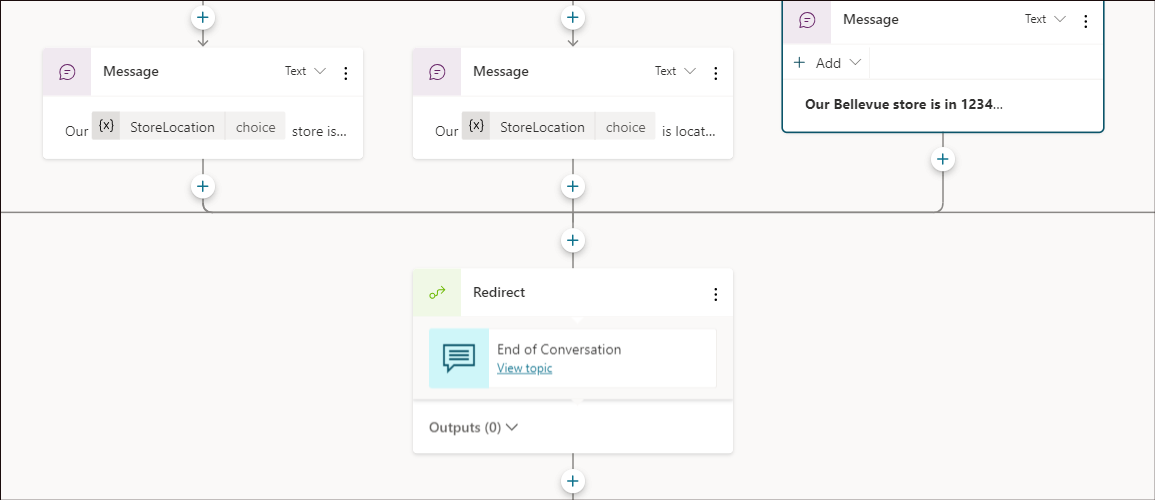 Message Text
Our {x} StoreLocation choice store is...
Message Text
Our {x} StoreLocation choice is locat...
Message Text
+ Add
Our Bellevue store is in 1234...
Redirect
End of Conversation
View topic
Outputs (0)